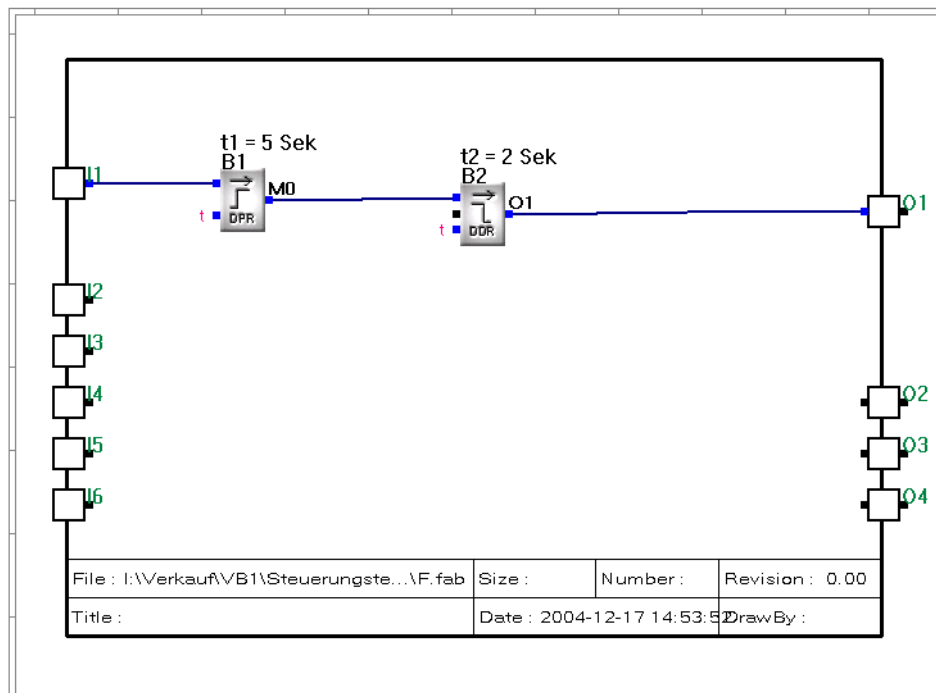 t1 = 5 Sek
B1
t2 = 2 Sek
B2
I1
M0
DPR
t
O1
DDR
t
O1
I2
I3
I4
O2
I5
O3
I6
O4
File : I:\Verkauf\VB1\Steuerungste...\F.fab
Size :
Number :
Revision : 0.00
Title :
Date : 2004-12-17 14:53:52
DrawBy :